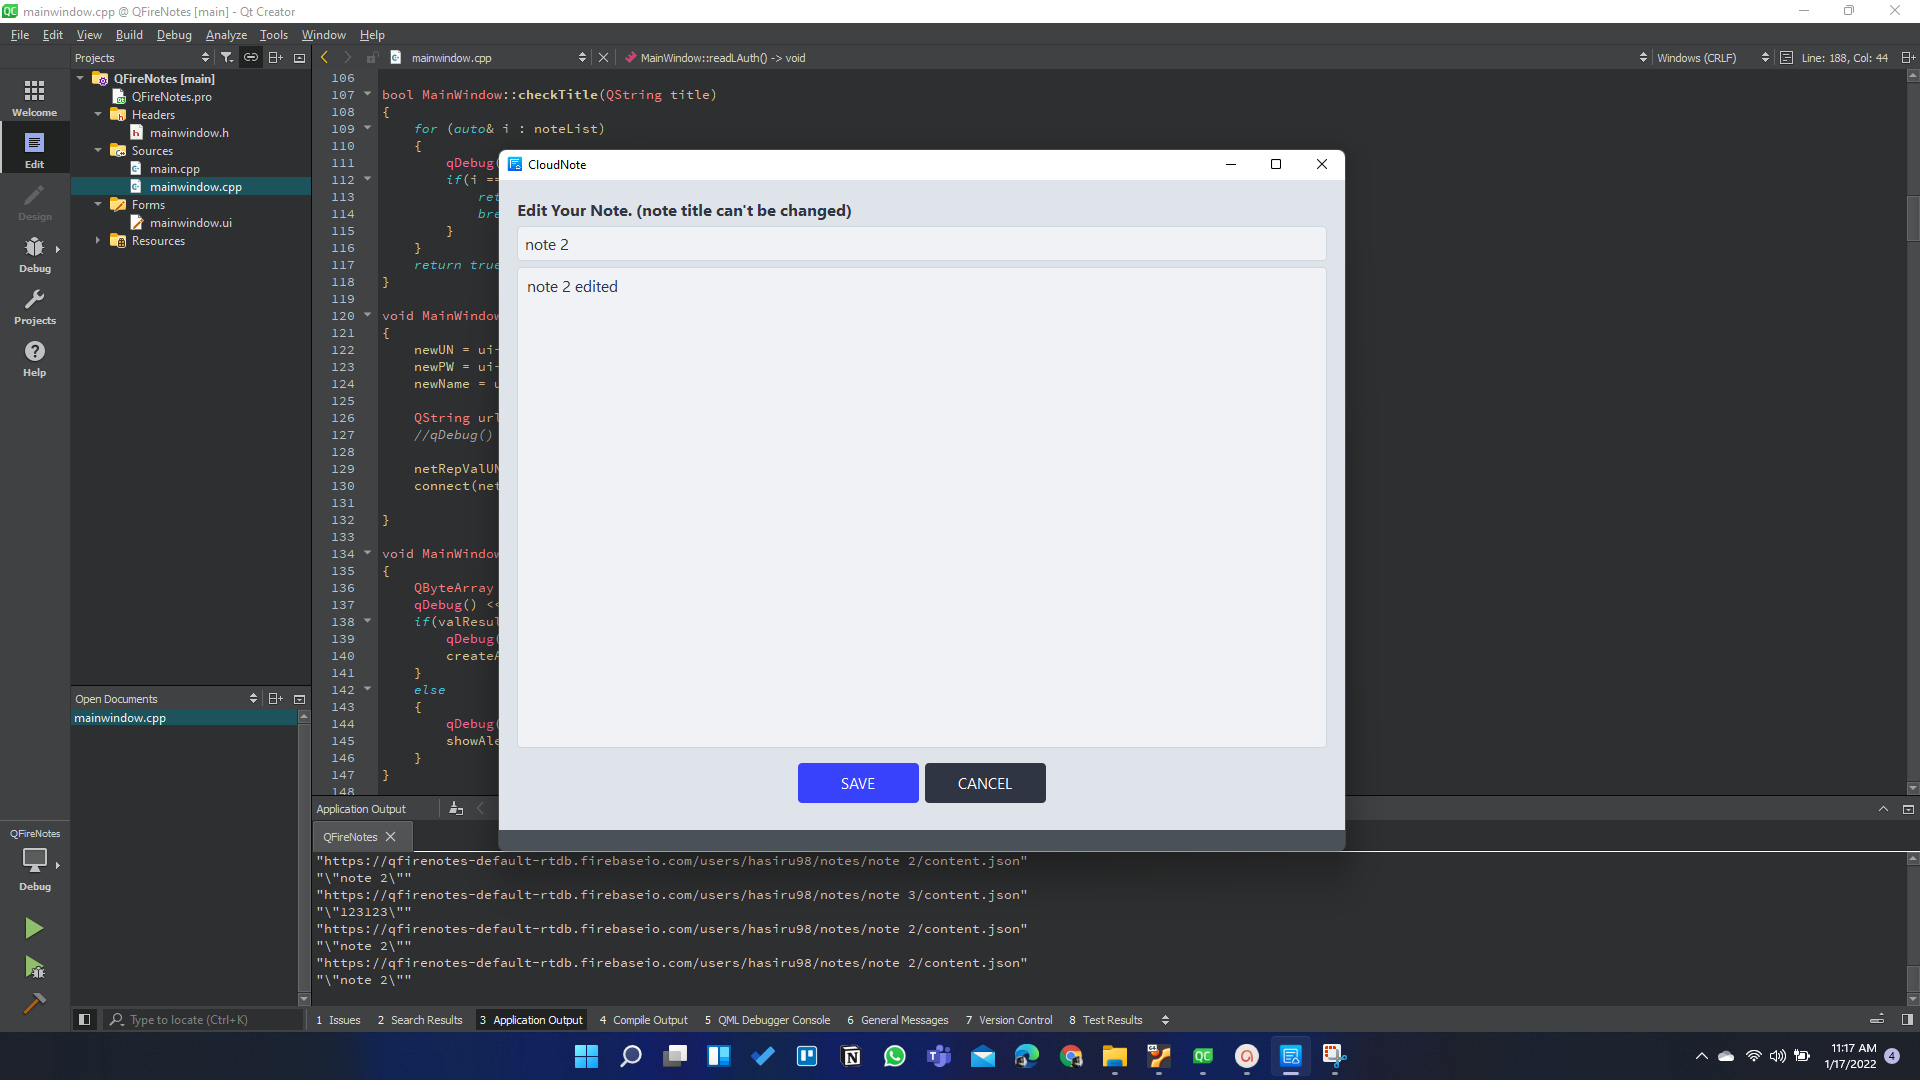 mainwindow.cpp @ QFireNotes [main] - Qt Creator
File Edit View Build Debug Analyze Tools Window Help
Projects
mainwindow.cpp
MainWindow::readLAuth() -> void
Windows (CRLF)
Line: 188, Col: 44
Welcome
Edit
Design
Debug
Projects
Help
QFireNotes [main]
QFireNotes.pro
Headers
mainwindow.h
Sources
main.cpp
mainwindow.cpp
Forms
mainwindow.ui
Resources
106
107 bool MainWindow::checkTitle(QString title)
108 {
109 for (auto& i : noteList)
110 {
111 qDebug(
112 if(i ==
113 ret
114 bre
115 }
116 }
117 return true
118 }
119
120 void MainWindow
121 {
122 newUN = ui-
123 newPW = ui-
124 newName = u
125
126 QString url
127 //qDebug()
128
129 netRepValUN
130 connect(net
131
132 }
133
134 void MainWindow
135 {
136 QByteArray
137 qDebug() <<
138 if(valResul
139 qDebug(
140 createA
141 }
142 else
143 {
144 qDebug(
145 showAle
146 }
147 }
148
CloudNote
Edit Your Note. (note title can't be changed)
note 2
note 2 edited
SAVE
CANCEL
Open Documents
mainwindow.cpp
QFireNotes
Debug
Application Output
QFireNotes
"https://qfirenotes-default-rtdb.firebaseio.com/users/hasiru98/notes/note 2/content.json"
"\"note 2\""
"https://qfirenotes-default-rtdb.firebaseio.com/users/hasiru98/notes/note 3/content.json"
"\"123123\""
"https://qfirenotes-default-rtdb.firebaseio.com/users/hasiru98/notes/note 2/content.json"
"\"note 2\""
"https://qfirenotes-default-rtdb.firebaseio.com/users/hasiru98/notes/note 2/content.json"
"\"note 2\""
Type to locate (Ctrl+K)
1 Issues 2 Search Results 3 Application Output 4 Compile Output 5 QML Debugger Console 6 General Messages 7 Version Control 8 Test Results
11:17 AM
1/17/2022
4